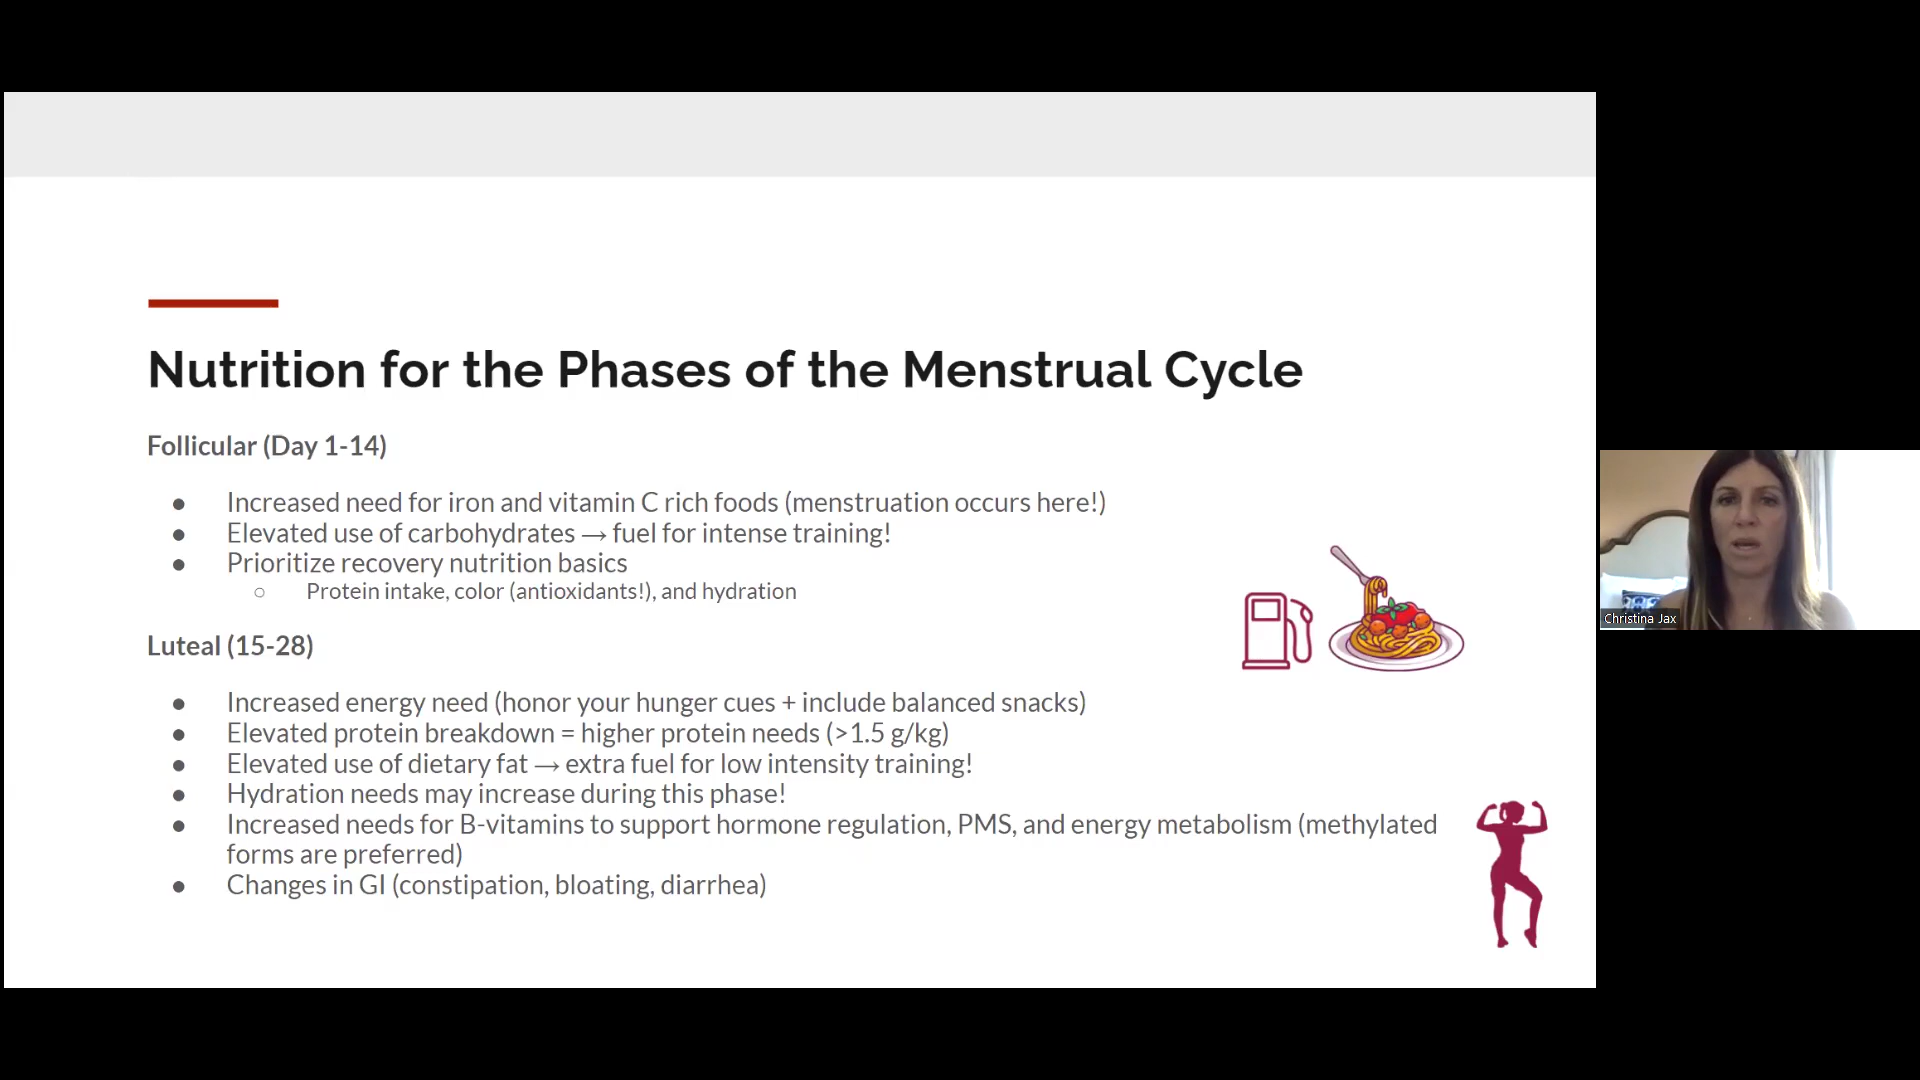 Nutrition for the Phases of the Menstrual Cycle
Follicular (Day 1-14)
● Increased need for iron and vitamin C rich foods (menstruation occurs here!)
● Elevated use of carbohydrates → fuel for intense training!
● Prioritize recovery nutrition basics
○ Protein intake, color (antioxidants!), and hydration
Luteal (15-28)
● Increased energy need (honor your hunger cues + include balanced snacks)
● Elevated protein breakdown = higher protein needs (>1.5 g/kg)
● Elevated use of dietary fat → extra fuel for low intensity training!
● Hydration needs may increase during this phase!
● Increased needs for B-vitamins to support hormone regulation, PMS, and energy metabolism (methylated
forms are preferred)
● Changes in GI (constipation, bloating, diarrhea)
Christina Jax